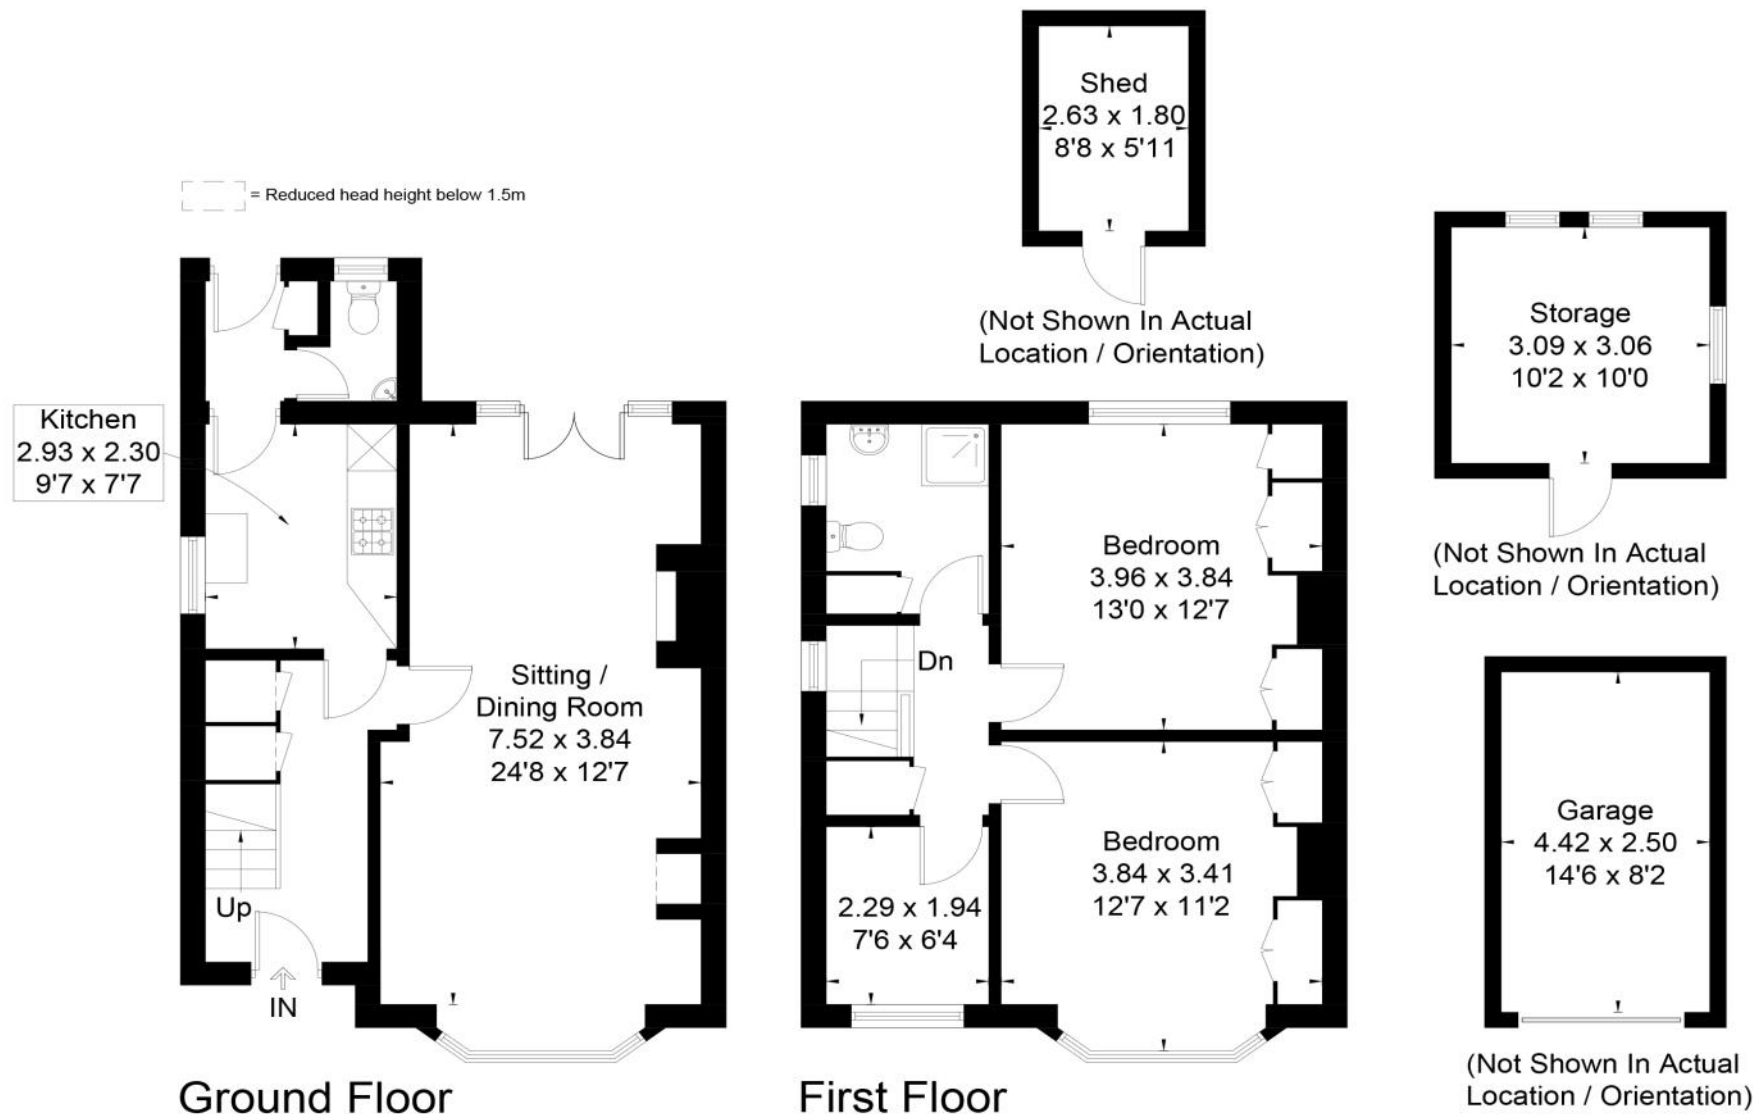 Shed
2.63 x 1.80
8'8 x 5'11
(Not Shown In Actual
Location / Orientation)
= Reduced head height below 1.5m
Storage
3.09 x 3.06
10'2 x 10'0
(Not Shown In Actual
Location / Orientation)
Kitchen
2.93 x 2.30
9'7 x 7'7
Sitting /
Dining Room
7.52 x 3.84
24'8 x 12'7
Up
IN
Ground Floor
Bedroom
3.96 x 3.84
13'0 x 12'7
Dn
Bedroom
3.84 x 3.41
12'7 x 11'2
2.29 x 1.94
7'6 x 6'4
First Floor
Garage
4.42 x 2.50
14'6 x 8'2
(Not Shown In Actual
Location / Orientation)